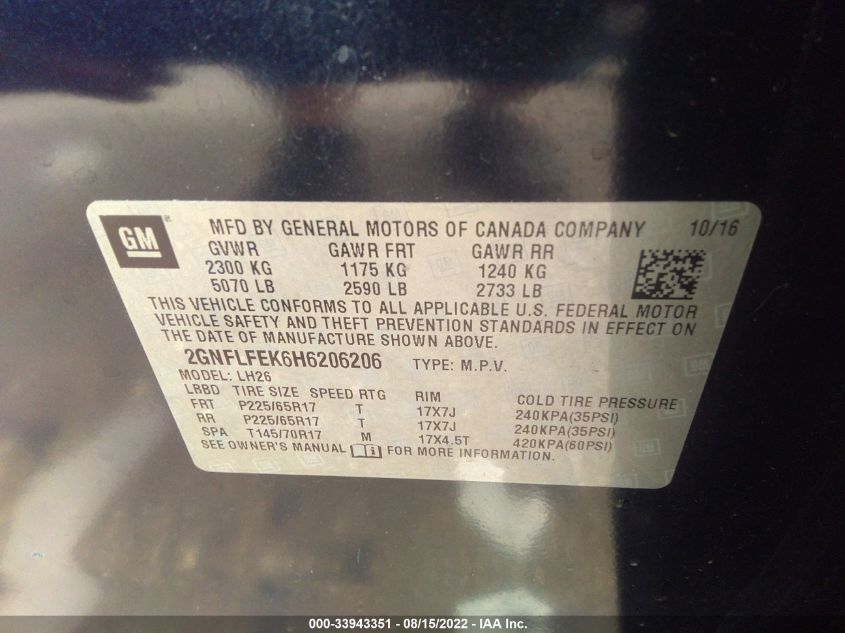 GM ® MFD BY GENERAL MOTORS OF CANADA COMPANY 10/16
GVWR GAWR FRT GAWR RR
2300 KG 1175 KG 1240 KG
5070 LB 2590 LB 2733 LB
THIS VEHICLE CONFORMS TO ALL APPLICABLE U.S. FEDERAL MOTOR
VEHICLE SAFETY AND THEFT PREVENTION STANDARDS IN EFFECT ON
THE DATE OF MANUFACTURE SHOWN ABOVE.
2GNFLFEK6H6206206 TYPE: M.P.V.
MODEL: LH26
LRBD TIRE SIZE SPEED RTG RIM COLD TIRE PRESSURE
FRT P225/65R17 T 17X7J 240KPA(35PSI)
RR P225/65R17 T 17X7J 240KPA(35PSI)
SPA T145/70R17 M 17X4.5T 420KPA(60PSI)
SEE OWNER'S MANUAL FOR MORE INFORMATION.
000-33943351 - 08/15/2022 - IAA Inc.